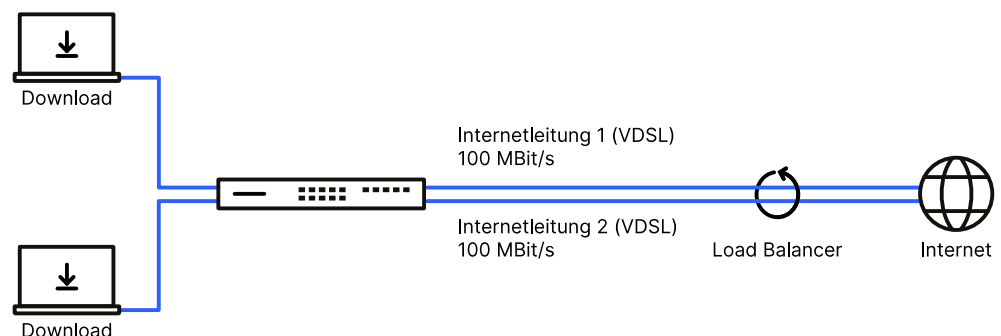 Download
Internetleitung 1 (VDSL)
100 MBit/s
Internetleitung 2 (VDSL)
100 MBit/s
Load Balancer
Internet
Download